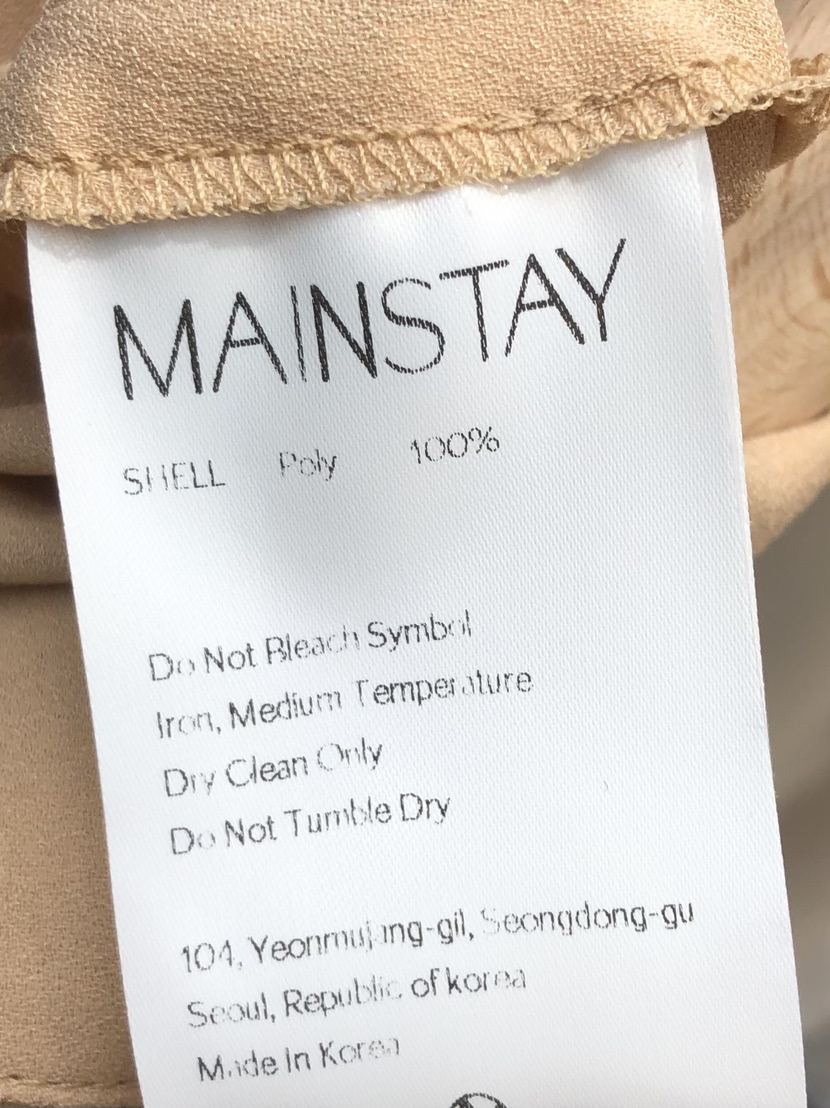 MAINSTAY
SHELL Poly 100%
Do Not Bleach Symbol
Iron, Medium Temperature
Dry Clean Only
Do Not Tumble Dry
104, Yeonmujang-gil, Seongdong-gu
Seoul, Republic of korea
Made In Korea